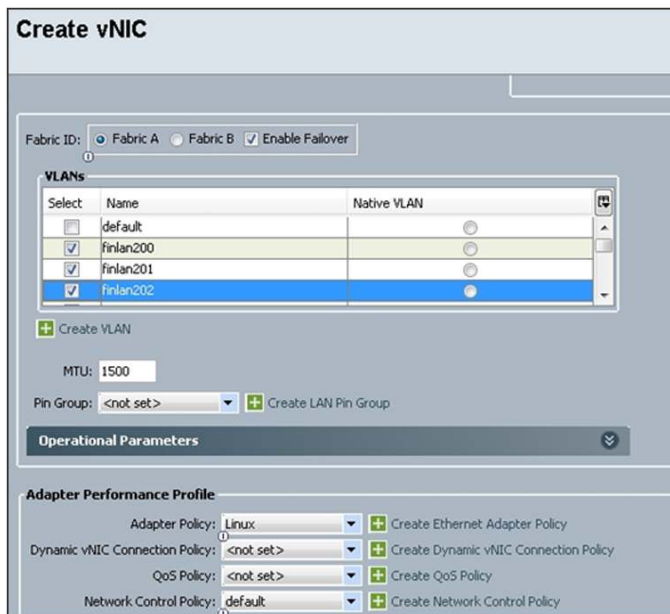 Create vNIC
Fabric ID: Fabric A Fabric B Enable Failover
VLANs
Select Name Native VLAN
default
finlan200
finlan201
finlan202
Create VLAN
MTU: 1500
Pin Group: <not set> Create LAN Pin Group
Operational Parameters
Adapter Performance Profile
Adapter Policy: Linux Create Ethernet Adapter Policy
Dynamic vNIC Connection Policy: <not set> Create Dynamic vNIC Connection Policy
QoS Policy: <not set> Create QoS Policy
Network Control Policy: default Create Network Control Policy